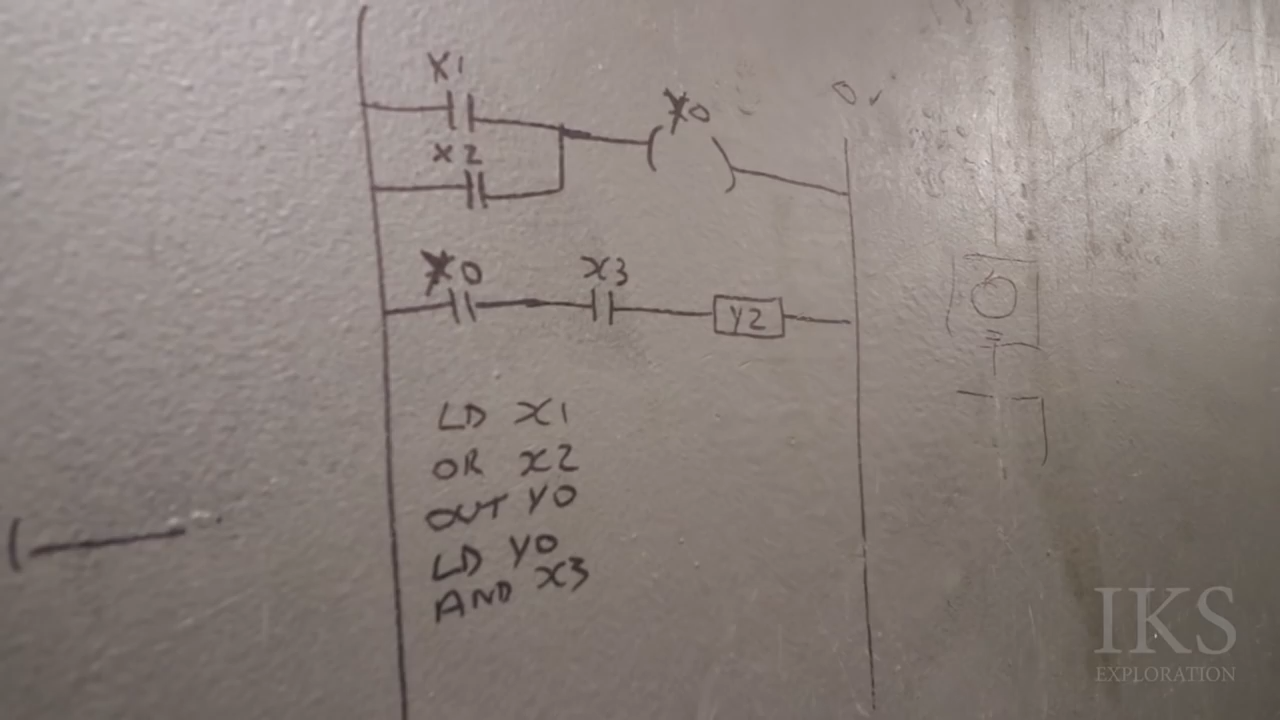 X1
Y0
X2
Y0 X3
Y2
LD X1
OR X2
OUT Y0
LD Y0
AND X3
IKS
EXPLORATION